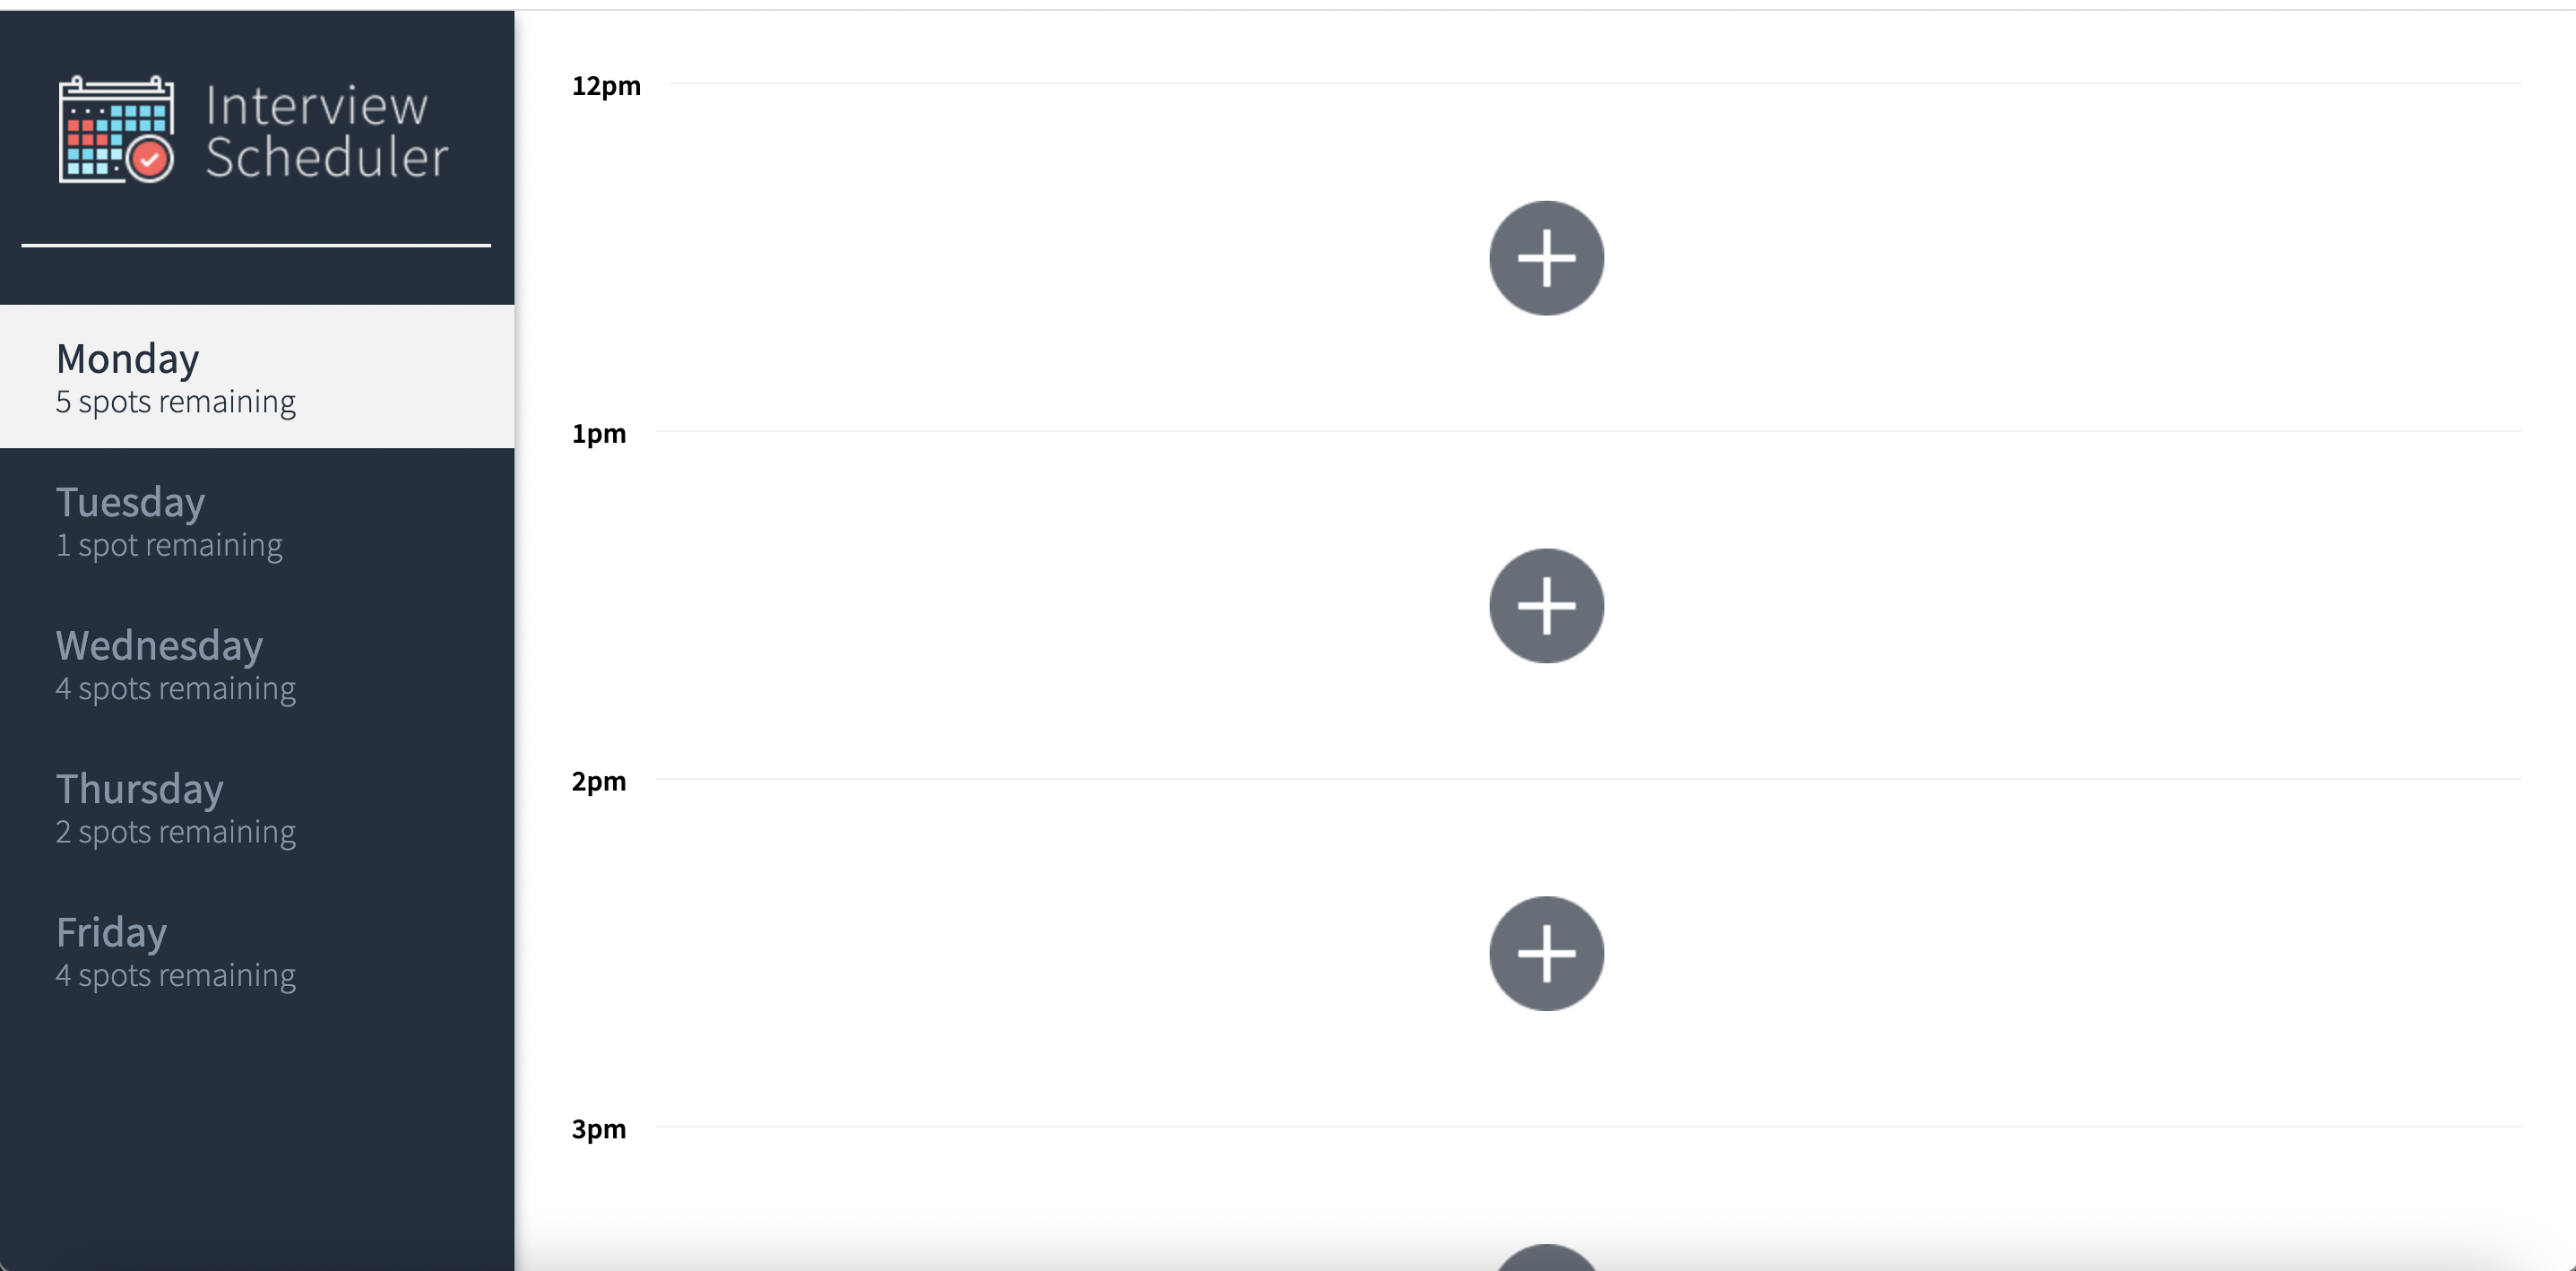 Interview
Scheduler
Monday
5 spots remaining
Tuesday
1 spot remaining
Wednesday
4 spots remaining
Thursday
2 spots remaining
Friday
4 spots remaining
12pm
1pm
2pm
3pm